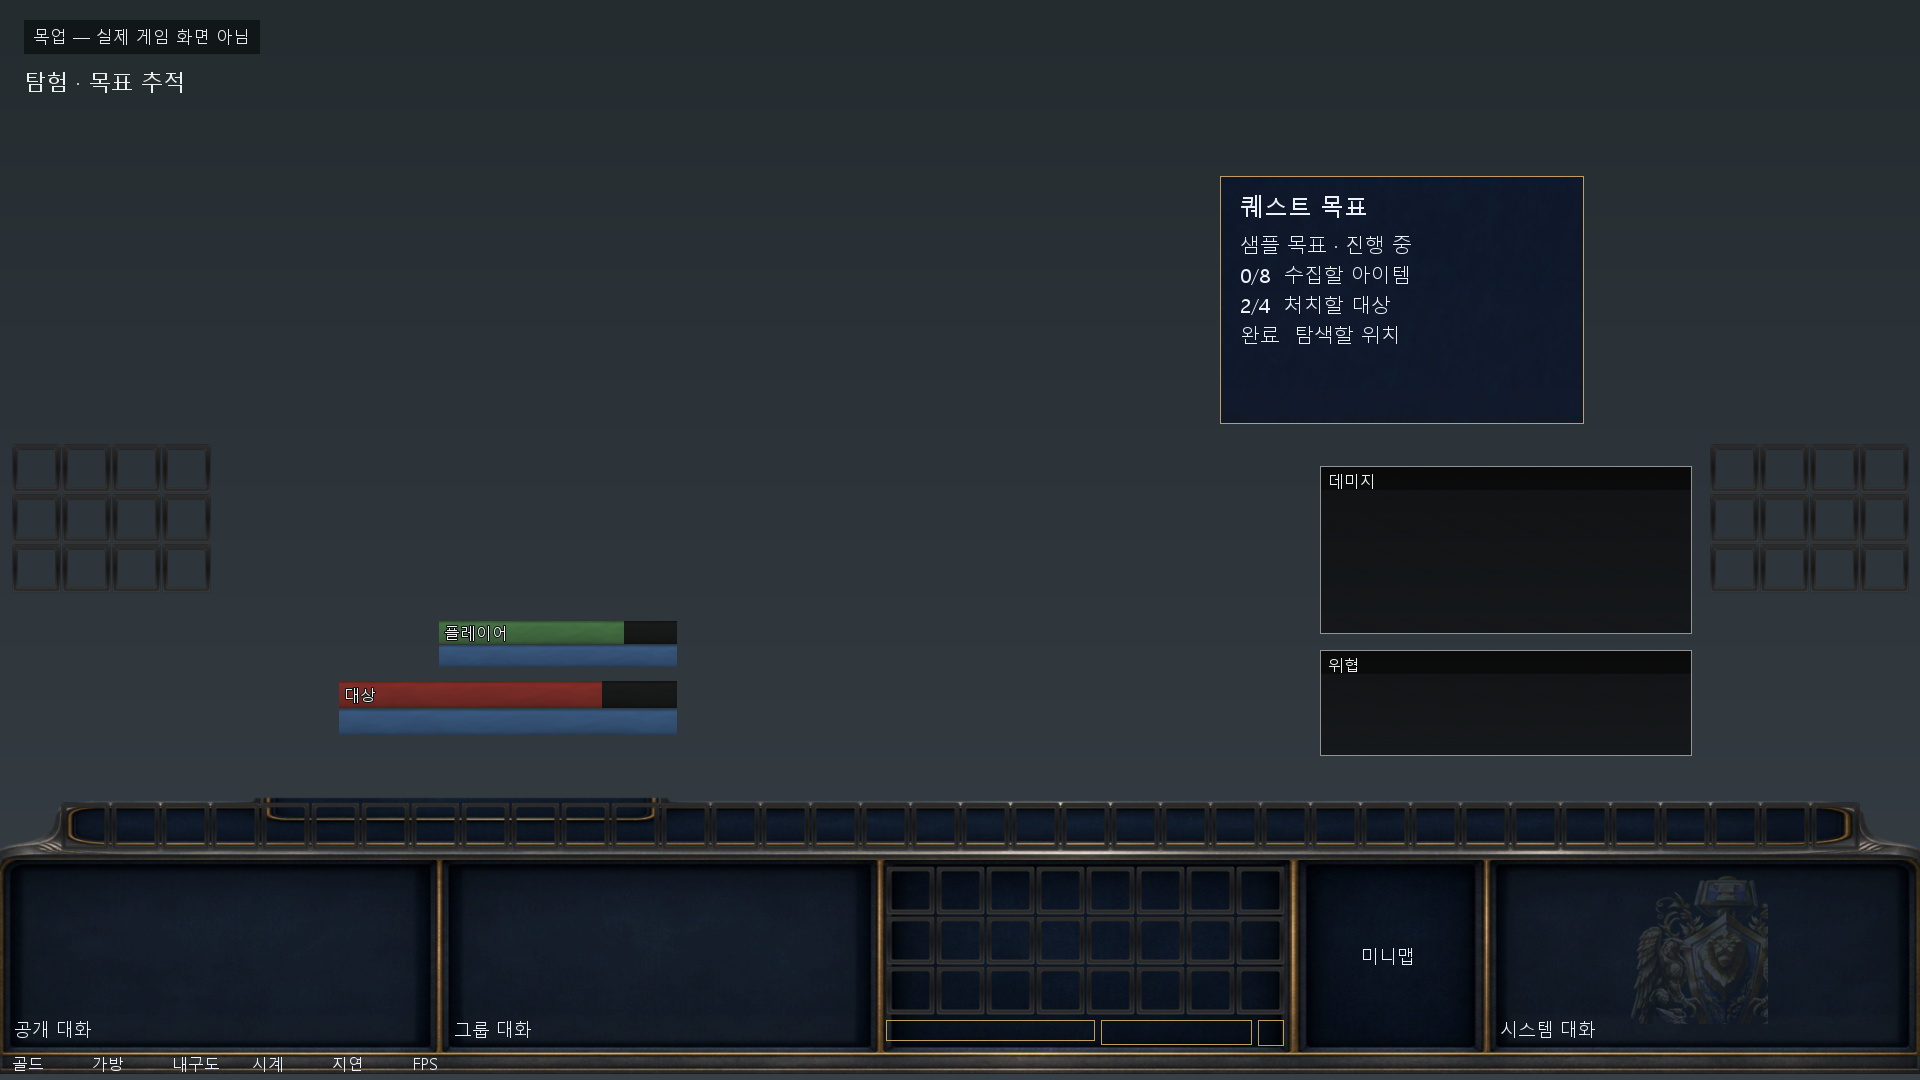 목업 — 실제 게임 화면 아님
탐험 · 목표 추적
퀘스트 목표
샘플 목표 · 진행 중
0/8 수집할 아이템
2/4 처치할 대상
완료 탐색할 위치
데미지
플레이어
위협
대상
미니맵
공개 대화
그룹 대화
시스템 대화
골드 가방 내구도 시계 지연 FPS